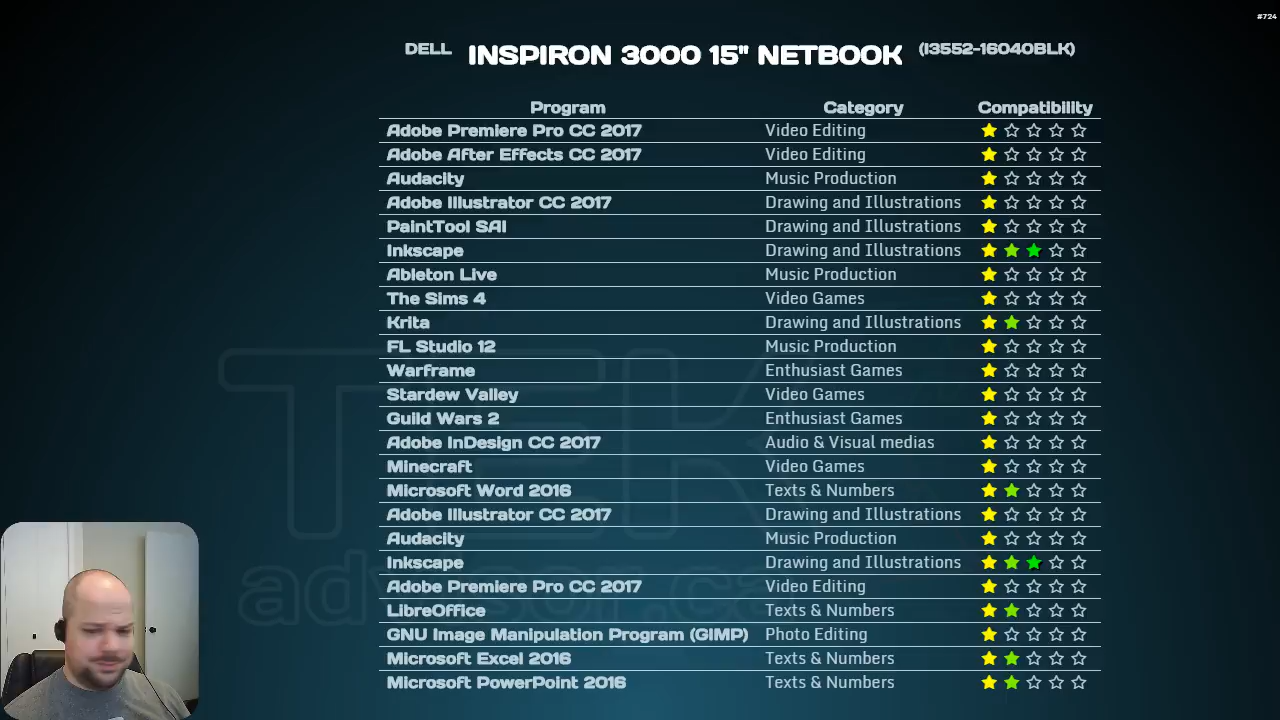 #724
DELL INSPIRON 3000 15" NETBOOK (I3552-16040BLK)
Program Category Compatibility
Adobe Premiere Pro CC 2017 Video Editing
Adobe After Effects CC 2017 Video Editing
Audacity Music Production
Adobe Illustrator CC 2017 Drawing and Illustrations
PaintTool SAI Drawing and Illustrations
Inkscape Drawing and Illustrations
Ableton Live Music Production
The Sims 4 Video Games
Krita Drawing and Illustrations
FL Studio 12 Music Production
Warframe Enthusiast Games
Stardew Valley Video Games
Guild Wars 2 Enthusiast Games
Adobe InDesign CC 2017 Audio & Visual medias
Minecraft Video Games
Microsoft Word 2016 Texts & Numbers
Adobe Illustrator CC 2017 Drawing and Illustrations
Audacity Music Production
Inkscape Drawing and Illustrations
Adobe Premiere Pro CC 2017 Video Editing
LibreOffice Texts & Numbers
GNU Image Manipulation Program (GIMP) Photo Editing
Microsoft Excel 2016 Texts & Numbers
Microsoft PowerPoint 2016 Texts & Numbers
TEK
advisor.ca